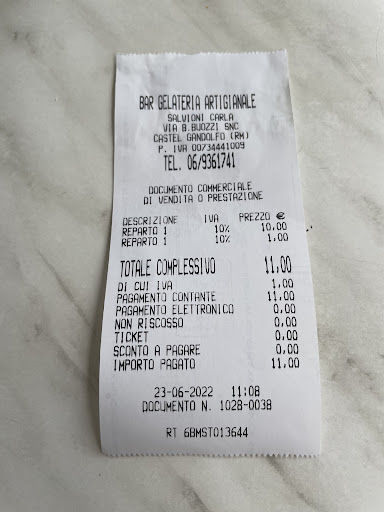 BAR GELATERIA ARTIGIANALE
SALVIONI CARLA
VIA B.BUOZZI SNC
CASTEL GANDOLFO (RM)
P. IVA 00734441009
TEL. 06/9361741
DOCUMENTO COMMERCIALE
DI VENDITA O PRESTAZIONE
DESCRIZIONE IVA PREZZO €
REPARTO 1 10% 10,00
REPARTO 1 10% 1,00
TOTALE COMPLESSIVO 11,00
DI CUI IVA 1,00
PAGAMENTO CONTANTE 11,00
PAGAMENTO ELETTRONICO 0,00
NON RISCOSSO 0,00
TICKET 0,00
SCONTO A PAGARE 0,00
IMPORTO PAGATO 11,00
23-06-2022 11:08
DOCUMENTO N. 1028-0038
RT 6BMST013644